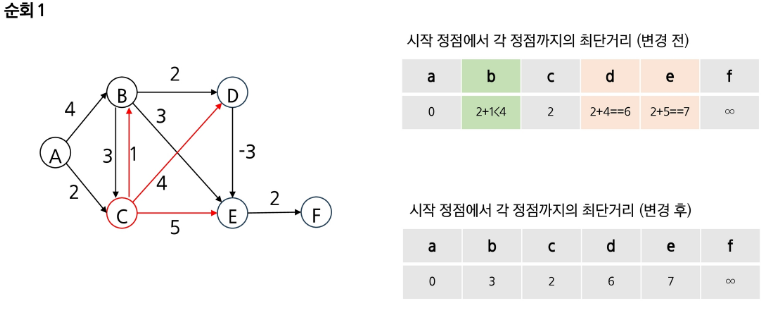 순회 1
시작 정점에서 각 정점까지의 최단거리 (변경 전)
a b c d e f
0 2+1<4 2 2+4==6 2+5==7 ∞
시작 정점에서 각 정점까지의 최단거리 (변경 후)
a b c d e f
0 3 2 6 7 ∞
2
B D
4 3
A 3 1 -3
2 4 2
C E F
5